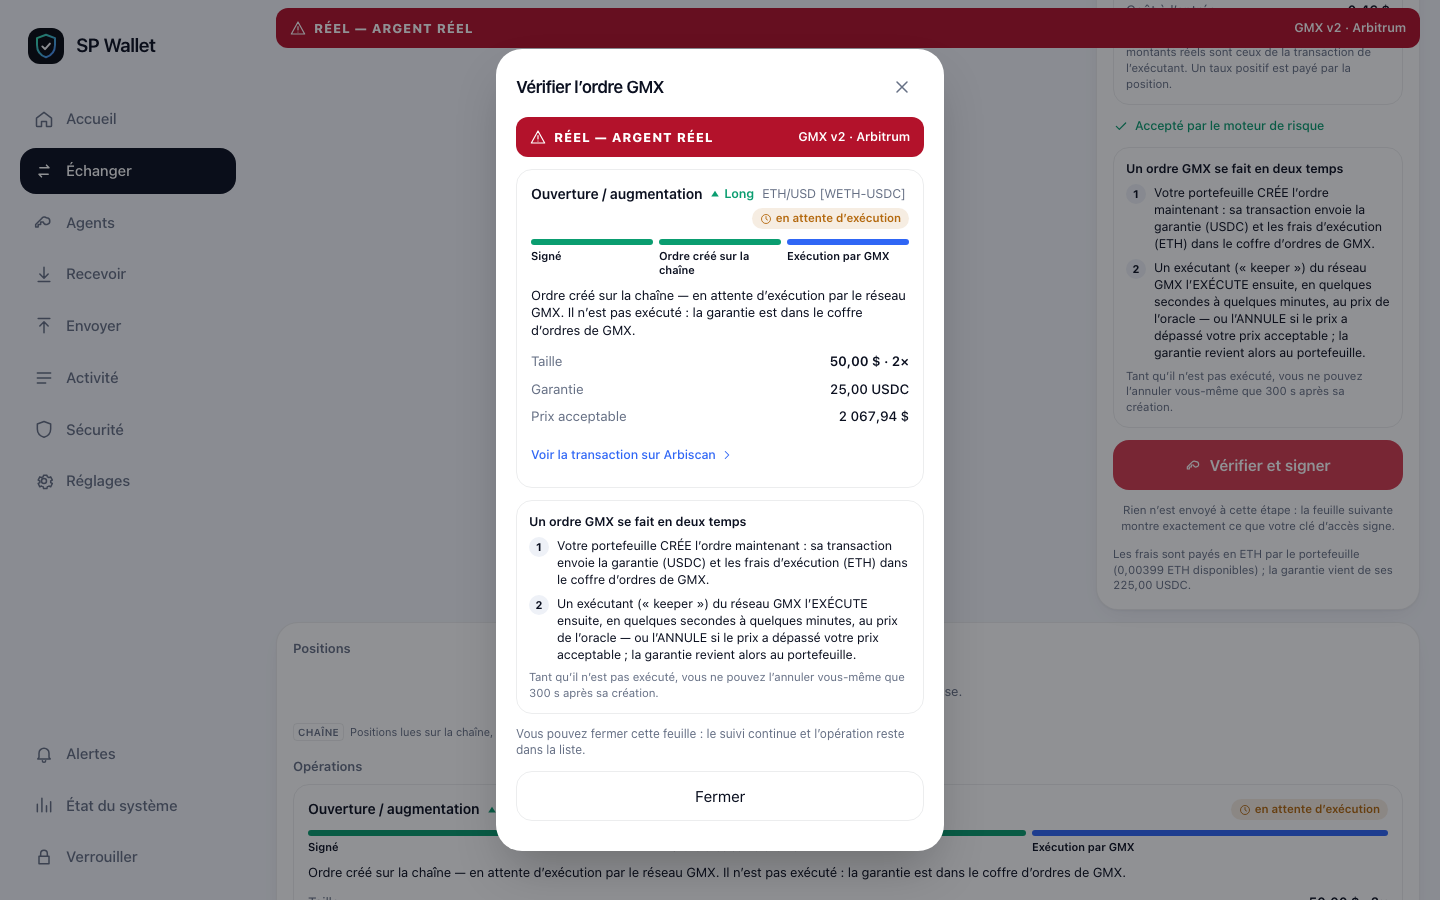 SP Wallet
Accueil
Échanger
Agents
Recevoir
Envoyer
Activité
Sécurité
Réglages
Alertes
État du système
Verrouiller
RÉEL — ARGENT RÉEL
GMX v2 · Arbitrum
Vérifier l’ordre GMX
RÉEL — ARGENT RÉEL
GMX v2 · Arbitrum
Ouverture / augmentation
Long
ETH/USD [WETH-USDC]
en attente d’exécution
Signé
Ordre créé sur la
chaîne
Exécution par GMX
Ordre créé sur la chaîne — en attente d’exécution par le réseau
GMX. Il n’est pas exécuté : la garantie est dans le coffre
d’ordres de GMX.
Taille
50,00 $ · 2×
Garantie
25,00 USDC
Prix acceptable
2 067,94 $
Voir la transaction sur Arbiscan
Un ordre GMX se fait en deux temps
1
Votre portefeuille CRÉE l’ordre maintenant : sa transaction
envoie la garantie (USDC) et les frais d’exécution (ETH) dans
le coffre d’ordres de GMX.
2
Un exécutant (« keeper ») du réseau GMX l’EXÉCUTE
ensuite, en quelques secondes à quelques minutes, au prix
de l’oracle — ou l’ANNULE si le prix a dépassé votre prix
acceptable ; la garantie revient alors au portefeuille.
Tant qu’il n’est pas exécuté, vous ne pouvez l’annuler vous-même que
300 s après sa création.
Vous pouvez fermer cette feuille : le suivi continue et l’opération reste
dans la liste.
Fermer
montants réels sont ceux de la transaction de
l’exécutant. Un taux positif est payé par la
position.
Accepté par le moteur de risque
Un ordre GMX se fait en deux temps
1
Votre portefeuille CRÉE l’ordre
maintenant : sa transaction envoie la
garantie (USDC) et les frais d’exécution
(ETH) dans le coffre d’ordres de GMX.
2
Un exécutant (« keeper ») du réseau
GMX l’EXÉCUTE ensuite, en quelques
secondes à quelques minutes, au prix de
l’oracle — ou l’ANNULE si le prix a
dépassé votre prix acceptable ; la
garantie revient alors au portefeuille.
Tant qu’il n’est pas exécuté, vous ne pouvez
l’annuler vous-même que 300 s après sa
création.
Vérifier et signer
Rien n’est envoyé à cette étape : la feuille suivante
montre exactement ce que votre clé d’accès signe.
Les frais sont payés en ETH par le portefeuille
(0,00399 ETH disponibles) ; la garantie vient de ses
225,00 USDC.
Positions
se.
CHAÎNE
Positions lues sur la chaîne,
Opérations
Ouverture / augmentation
en attente d’exécution
Signé
Exécution par GMX
Ordre créé sur la chaîne — en attente d’exécution par le réseau GMX. Il n’est pas exécuté : la garantie est dans le coffre d’ordres de GMX.